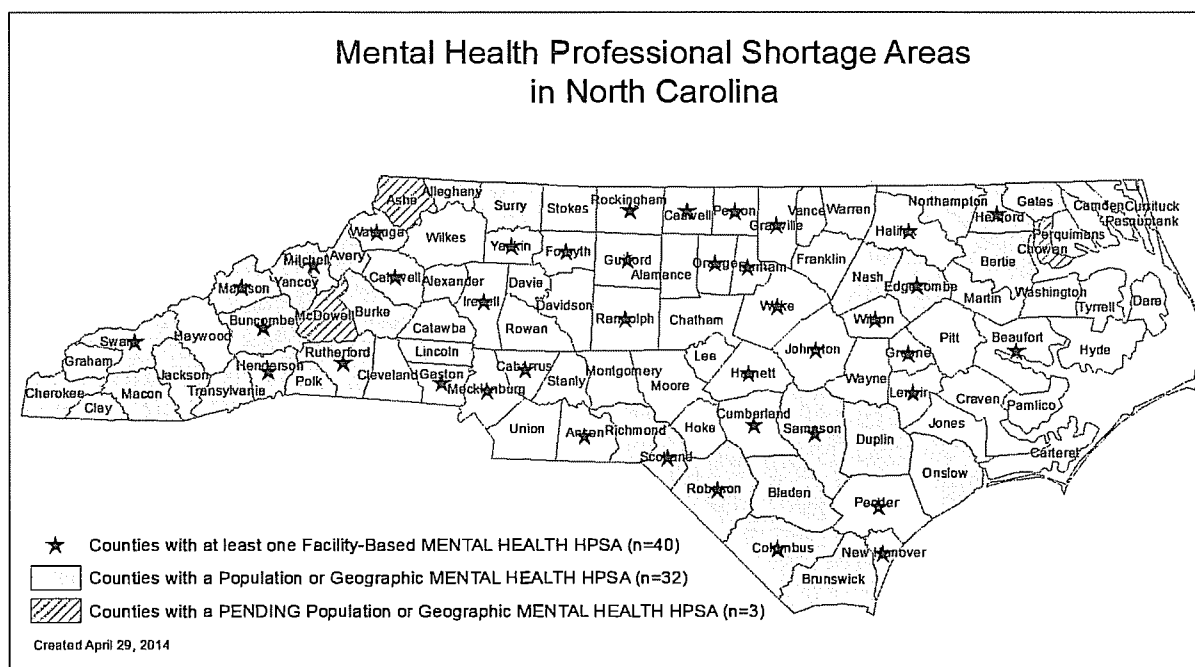 Mental Health Professional Shortage Areas
in North Carolina
Ashe
Alleghany
Surry
Stokes
Rockingham
Caswell
Person
Granville
Vance
Warren
Northampton
Hertford
Gates
Camden
Currituck
Pasquotank
Perquimans
Chowan
Halifax
Bertie
Watauga
Wilkes
Yadkin
Forsyth
Guilford
Alamance
Orange
Durham
Franklin
Nash
Edgecombe
Martin
Washington
Tyrrell
Dare
Mitchell
Avery
Caldwell
Alexander
Davie
Iredell
Davidson
Randolph
Chatham
Wake
Wilson
Pitt
Beaufort
Hyde
Madison
Yancey
McDowell
Burke
Catawba
Rowan
Buncombe
Haywood
Swain
Graham
Rutherford
Lincoln
Lee
Johnston
Greene
Henderson
Polk
Cleveland
Gaston
Mecklenburg
Cabarrus
Stanly
Montgomery
Moore
Harnett
Wayne
Lenoir
Craven
Pamlico
Cherokee
Clay
Macon
Jackson
Transylvania
Union
Anson
Richmond
Scotland
Hoke
Cumberland
Sampson
Duplin
Jones
Carteret
Onslow
Robeson
Bladen
Pender
Columbus
New Hanover
Brunswick
Counties with at least one Facility-Based MENTAL HEALTH HPSA (n=40)
Counties with a Population or Geographic MENTAL HEALTH HPSA (n=32)
Counties with a PENDING Population or Geographic MENTAL HEALTH HPSA (n=3)
Created April 29, 2014